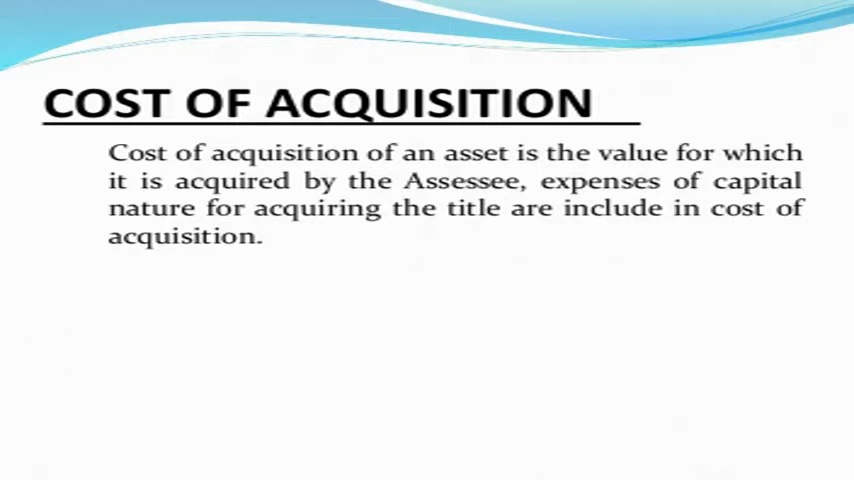 COST OF ACQUISITION
Cost of acquisition of an asset is the value for which
it is acquired by the Assessee, expenses of capital
nature for acquiring the title are include in cost of
acquisition.